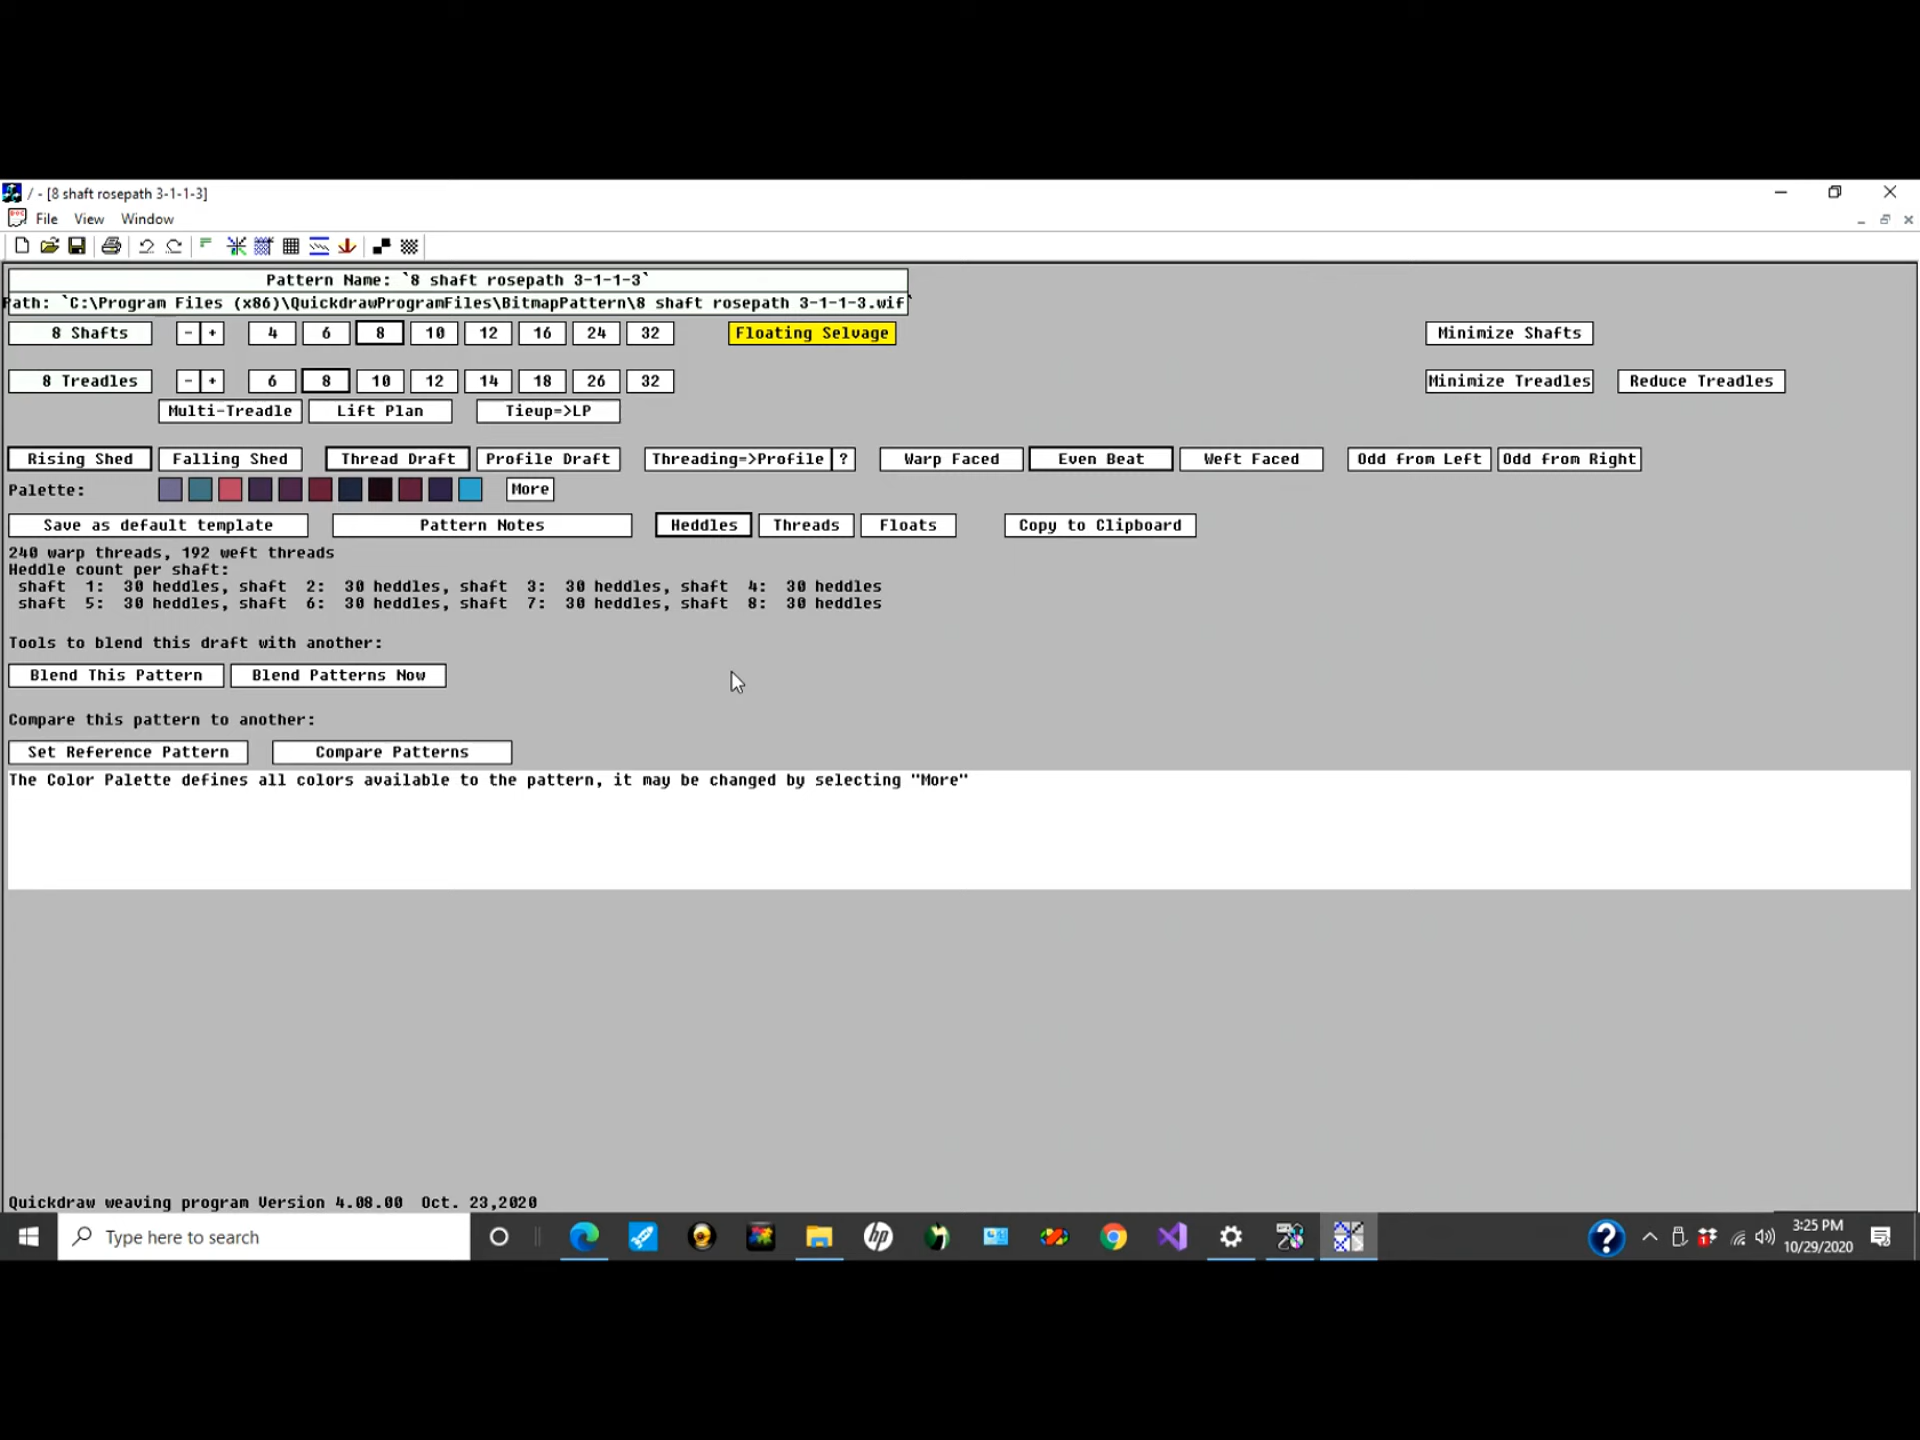 / - [8 shaft rosepath 3-1-1-3]
File View Window
Pattern Name: `8 shaft rosepath 3-1-1-3`
Path: `C:\Program Files (x86)\QuickdrawProgramFiles\BitmapPattern\8 shaft rosepath 3-1-1-3.wif`
8 Shafts - + 4 6 8 10 12 16 24 32 Floating Selvage Minimize Shafts
8 Treadles - + 6 8 10 12 14 18 26 32 Minimize Treadles Reduce Treadles
Multi-Treadle Lift Plan Tieup=>LP
Rising Shed Falling Shed Thread Draft Profile Draft Threading=>Profile ? Warp Faced Even Beat Weft Faced Odd from Left Odd from Right
Palette: More
Save as default template Pattern Notes Heddles Threads Floats Copy to Clipboard
240 warp threads, 192 weft threads
Heddle count per shaft:
shaft 1: 30 heddles, shaft 2: 30 heddles, shaft 3: 30 heddles, shaft 4: 30 heddles
shaft 5: 30 heddles, shaft 6: 30 heddles, shaft 7: 30 heddles, shaft 8: 30 heddles
Tools to blend this draft with another:
Blend This Pattern Blend Patterns Now
Compare this pattern to another:
Set Reference Pattern Compare Patterns
The Color Palette defines all colors available to the pattern, it may be changed by selecting "More"
Quickdraw weaving program Version 4.08.00 Oct. 23,2020
Type here to search hp ? 1 3:25 PM
10/29/2020